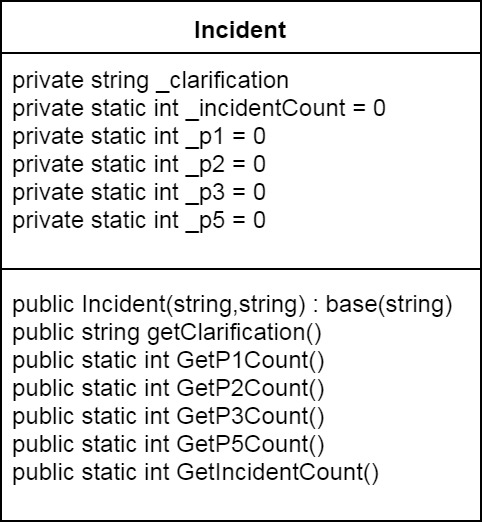 Incident
private string _clarification
private static int _incidentCount = 0
private static int _p1 = 0
private static int _p2 = 0
private static int _p3 = 0
private static int _p5 = 0
public Incident(string,string) : base(string)
public string getClarification()
public static int GetP1Count()
public static int GetP2Count()
public static int GetP3Count()
public static int GetP5Count()
public static int GetIncidentCount()